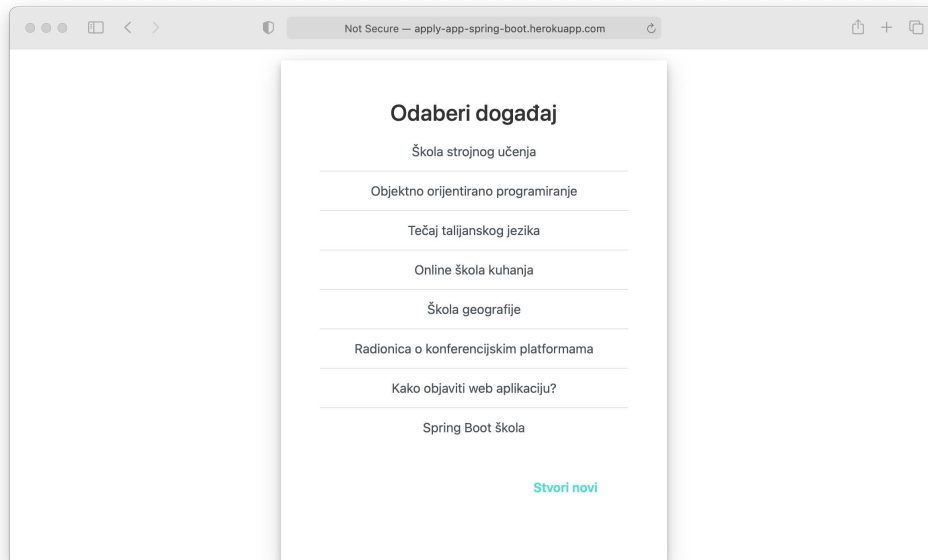 Not Secure — apply-app-spring-boot.herokuapp.com
Odaberi događaj
Škola strojnog učenja
Objektno orijentirano programiranje
Tečaj talijanskog jezika
Online škola kuhanja
Škola geografije
Radionica o konferencijskim platformama
Kako objaviti web aplikaciju?
Spring Boot škola
Stvori novi